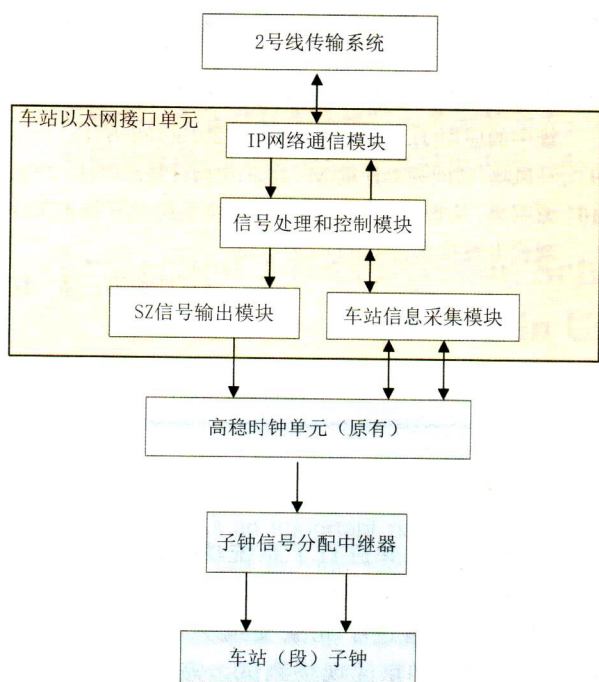 2号线传输系统
车站以太网接口单元
IP网络通信模块
信号处理和控制模块
SZ信号输出模块
车站信息采集模块
高稳时钟单元（原有）
子钟信号分配中继器
车站（段）子钟